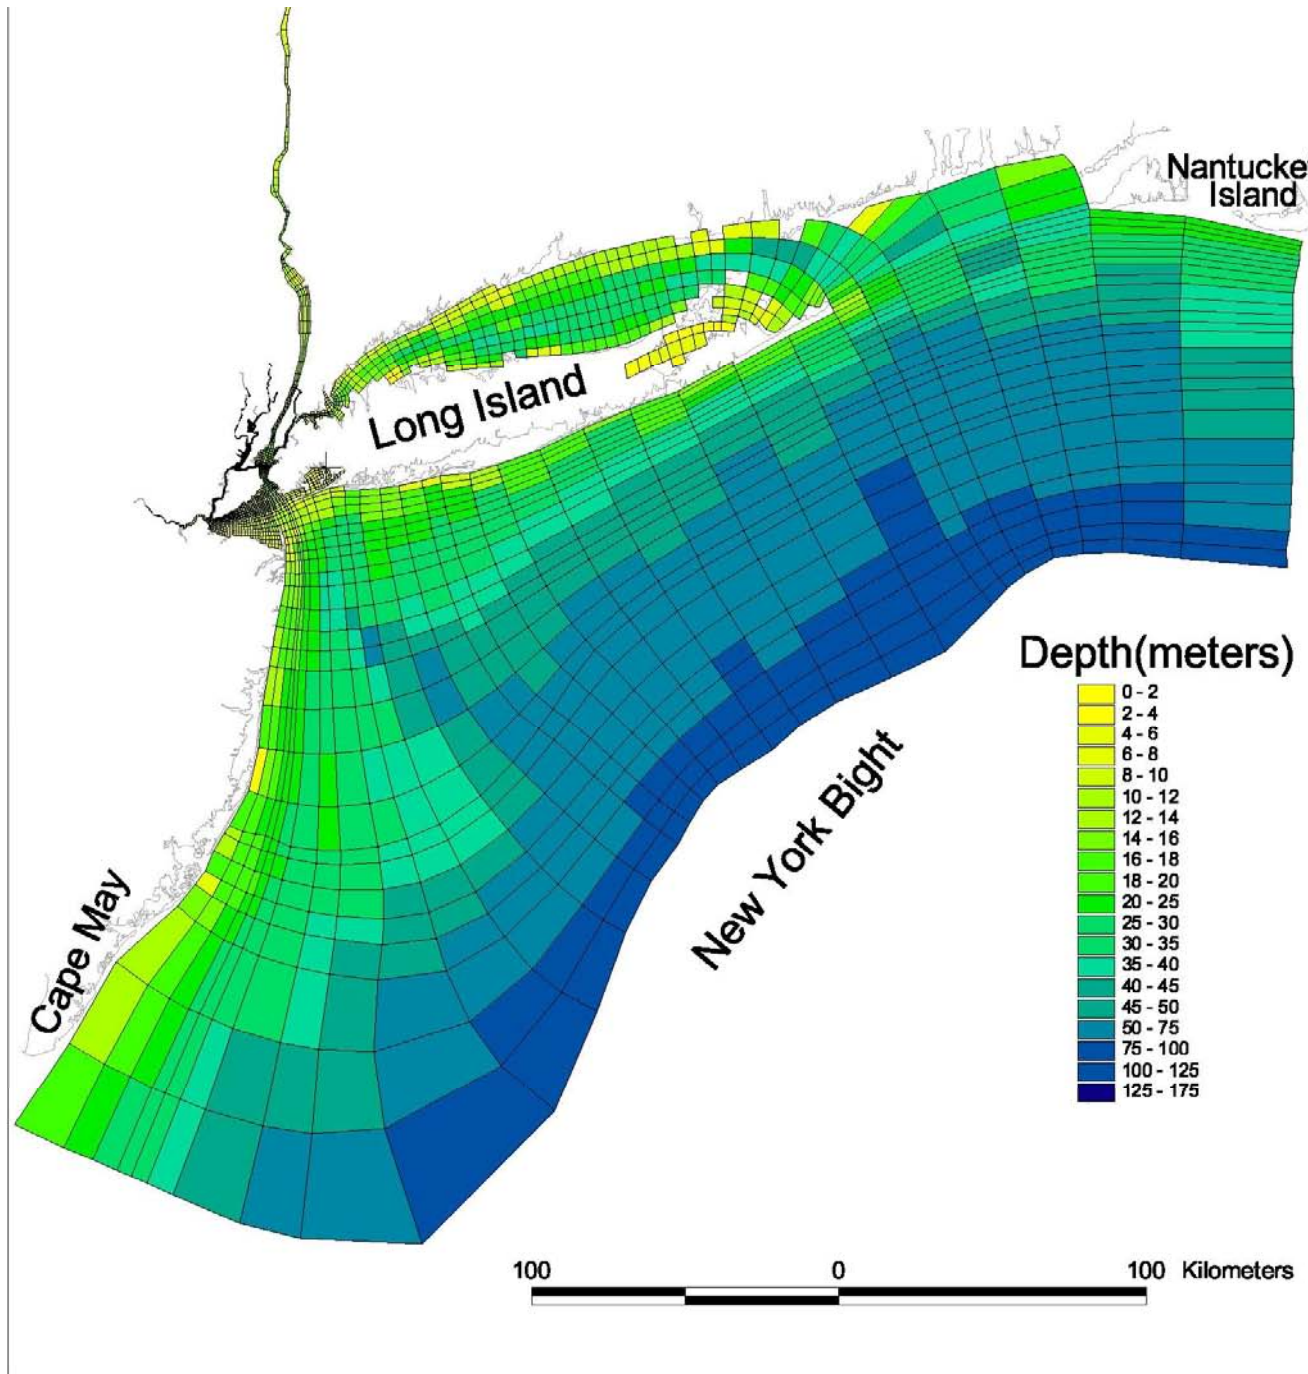 Nantucke
Island
Long Island
Depth(meters)
0 - 2
2 - 4
4 - 6
6 - 8
8 - 10
10 - 12
12 - 14
14 - 16
16 - 18
18 - 20
20 - 25
25 - 30
30 - 35
35 - 40
40 - 45
45 - 50
50 - 75
75 - 100
100 - 125
125 - 175
New York Bight
Cape May
100 0 100 Kilometers